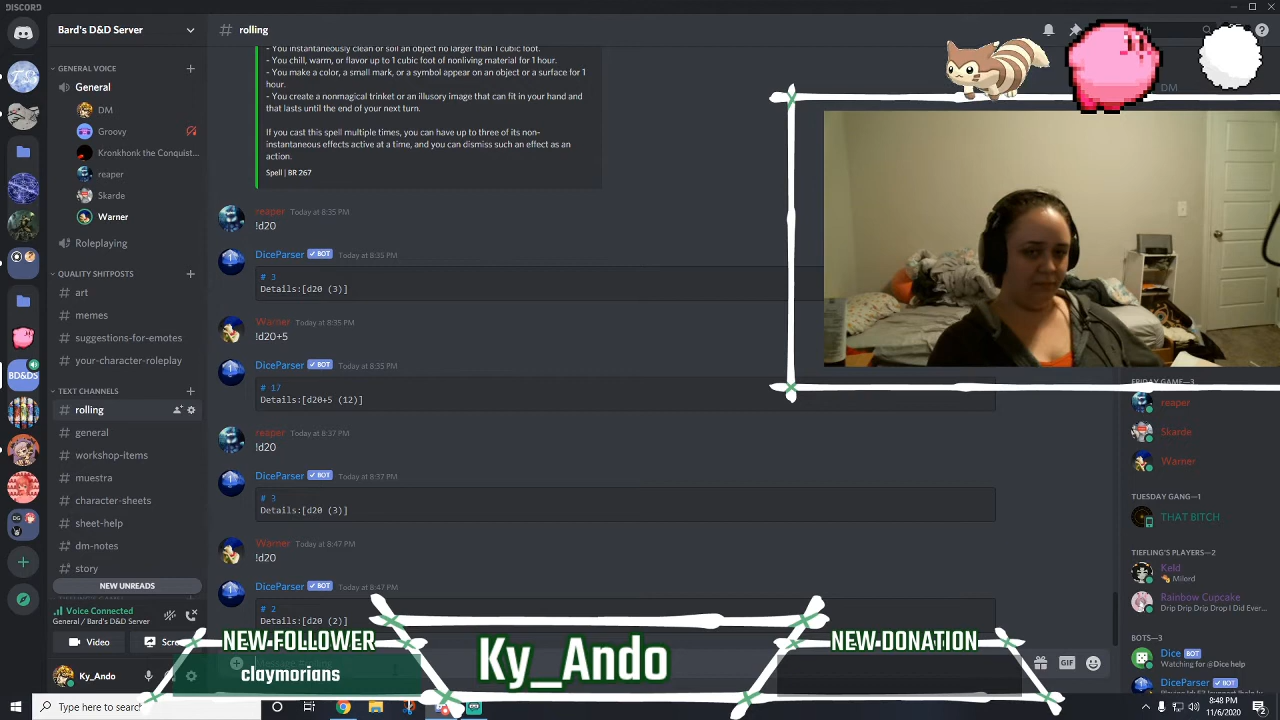 DISCORD
Bard's D&D Server
GENERAL VOICE
General
DM
Groovy
Kronkhonk the Conquist...
reaper
Skarde
Warner
Roleplaying
QUALITY SHITPOSTS
# art
# memes
# suggestions-for-emotes
# your-character-roleplay
TEXT CHANNELS
# rolling
# general
# workshop-items
# muestra
# character-sheets
# sheet-help
# dm-notes
# story
NEW UNREADS
Voice Connected
General / Bard's D&D Server
Video
Ky_Ando
BD&DS
# rolling
- You instantaneously clean or soil an object no larger than 1 cubic foot.
- You chill, warm, or flavor up to 1 cubic foot of nonliving material for 1 hour.
- You make a color, a small mark, or a symbol appear on an object or a surface for 1
hour.
- You create a nonmagical trinket or an illusory image that can fit in your hand and
that lasts until the end of your next turn.
If you cast this spell multiple times, you can have up to three of its non-
instantaneous effects active at a time, and you can dismiss such an effect as an
action.
Spell | BR 267
reaper Today at 8:35 PM
!d20
DiceParser ✓ BOT Today at 8:35 PM
# 3
Details:[d20 (3)]
Warner Today at 8:35 PM
!d20+5
DiceParser ✓ BOT Today at 8:35 PM
# 17
Details:[d20+5 (12)]
reaper Today at 8:37 PM
!d20
DiceParser ✓ BOT Today at 8:37 PM
# 3
Details:[d20 (3)]
Warner Today at 8:47 PM
!d20
DiceParser ✓ BOT Today at 8:47 PM
# 2
Details:[d20 (2)]
DM
FRIDAY GAME—3
reaper
Skarde
Warner
TUESDAY GANG—1
THAT BITCH
TIEFLING'S PLAYERS—2
Keld
Milord
Rainbow Cupcake
Drip Drip Drip Drop I Did Ever...
BOTS—3
Dice BOT
Watching for @Dice help
DiceParser ✓ BOT
GIF
NEW FOLLOWER
claymorians
Ky_Ando
NEW DONATION
Type here to search
8:48 PM
11/6/2020